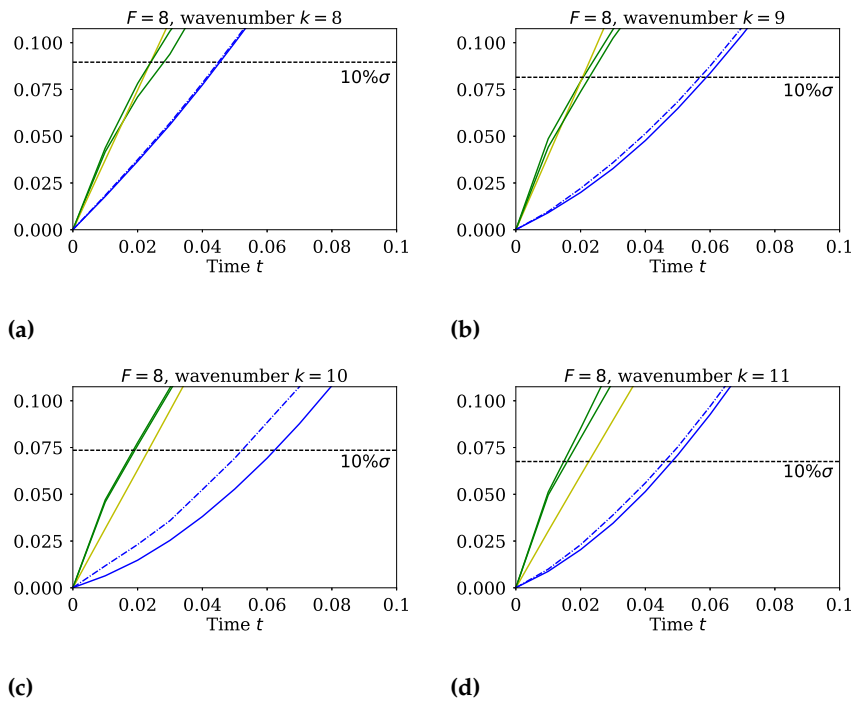 F = 8, wavenumber k = 8
0.100
0.075
0.050
0.025
0.000
10%σ
0 0.02 0.04 0.06 0.08 0.1
Time t
(a)
F = 8, wavenumber k = 9
0.100
0.075
0.050
0.025
0.000
10%σ
0 0.02 0.04 0.06 0.08 0.1
Time t
(b)
F = 8, wavenumber k = 10
0.100
0.075
0.050
0.025
0.000
10%σ
0 0.02 0.04 0.06 0.08 0.1
Time t
(c)
F = 8, wavenumber k = 11
0.100
0.075
0.050
0.025
0.000
10%σ
0 0.02 0.04 0.06 0.08 0.1
Time t
(d)